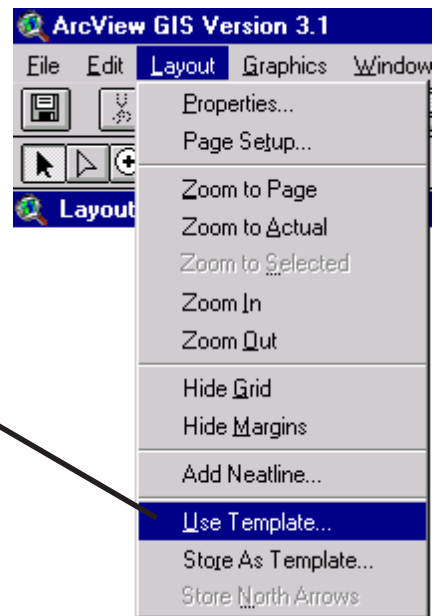 ArcView GIS Version 3.1
File Edit Layout Graphics Window
Layout
Properties...
Page Setup...
Zoom to Page
Zoom to Actual
Zoom to Selected
Zoom In
Zoom Out
Hide Grid
Hide Margins
Add Neatline...
Use Template...
Store As Template...
Store North Arrows